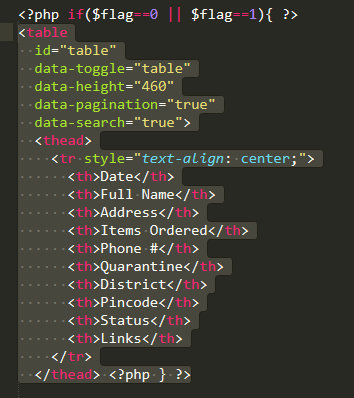 <?php if($flag==0 || $flag==1){ ?>
<table
id="table"
data-toggle="table"
data-height="460"
data-pagination="true"
data-search="true">
<thead>
<tr style="text-align: center;">
<th>Date</th>
<th>Full Name</th>
<th>Address</th>
<th>Items Ordered</th>
<th>Phone #</th>
<th>Quarantine</th>
<th>District</th>
<th>Pincode</th>
<th>Status</th>
<th>Links</th>
</tr>
</thead> <?php } ?>